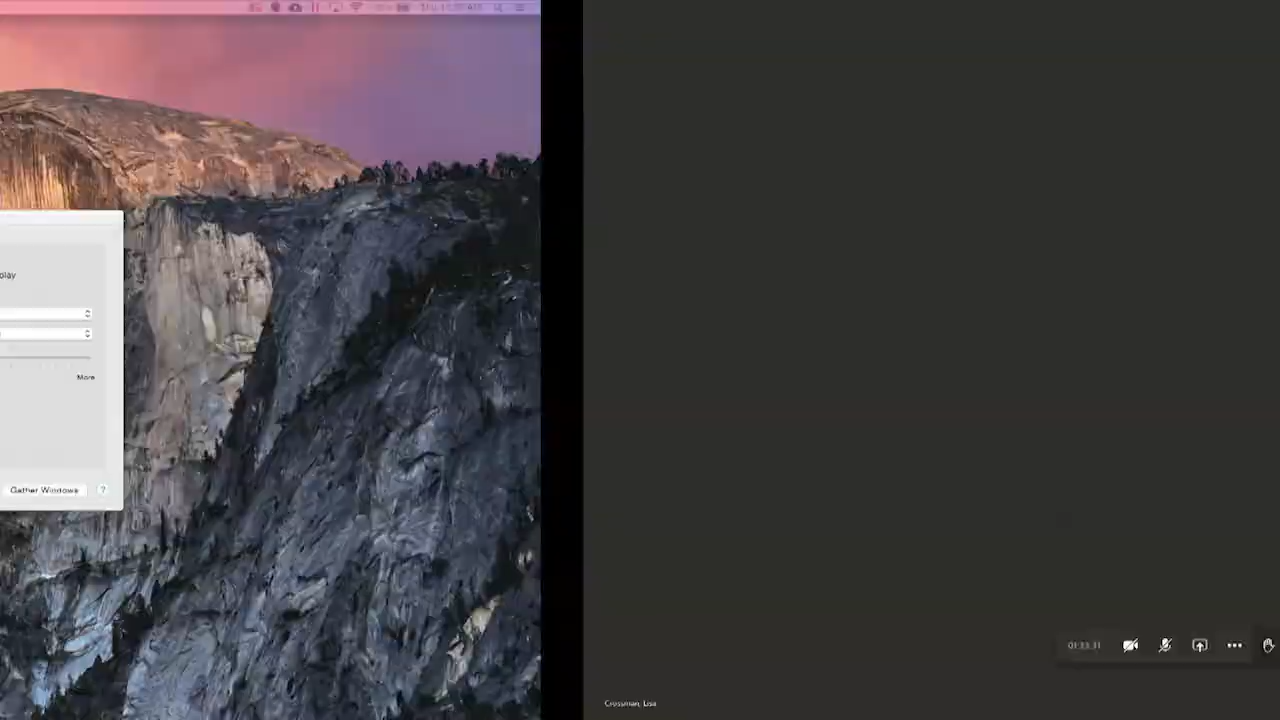 play
More
Gather Windows
?
01:33:31
Crossman, Lisa